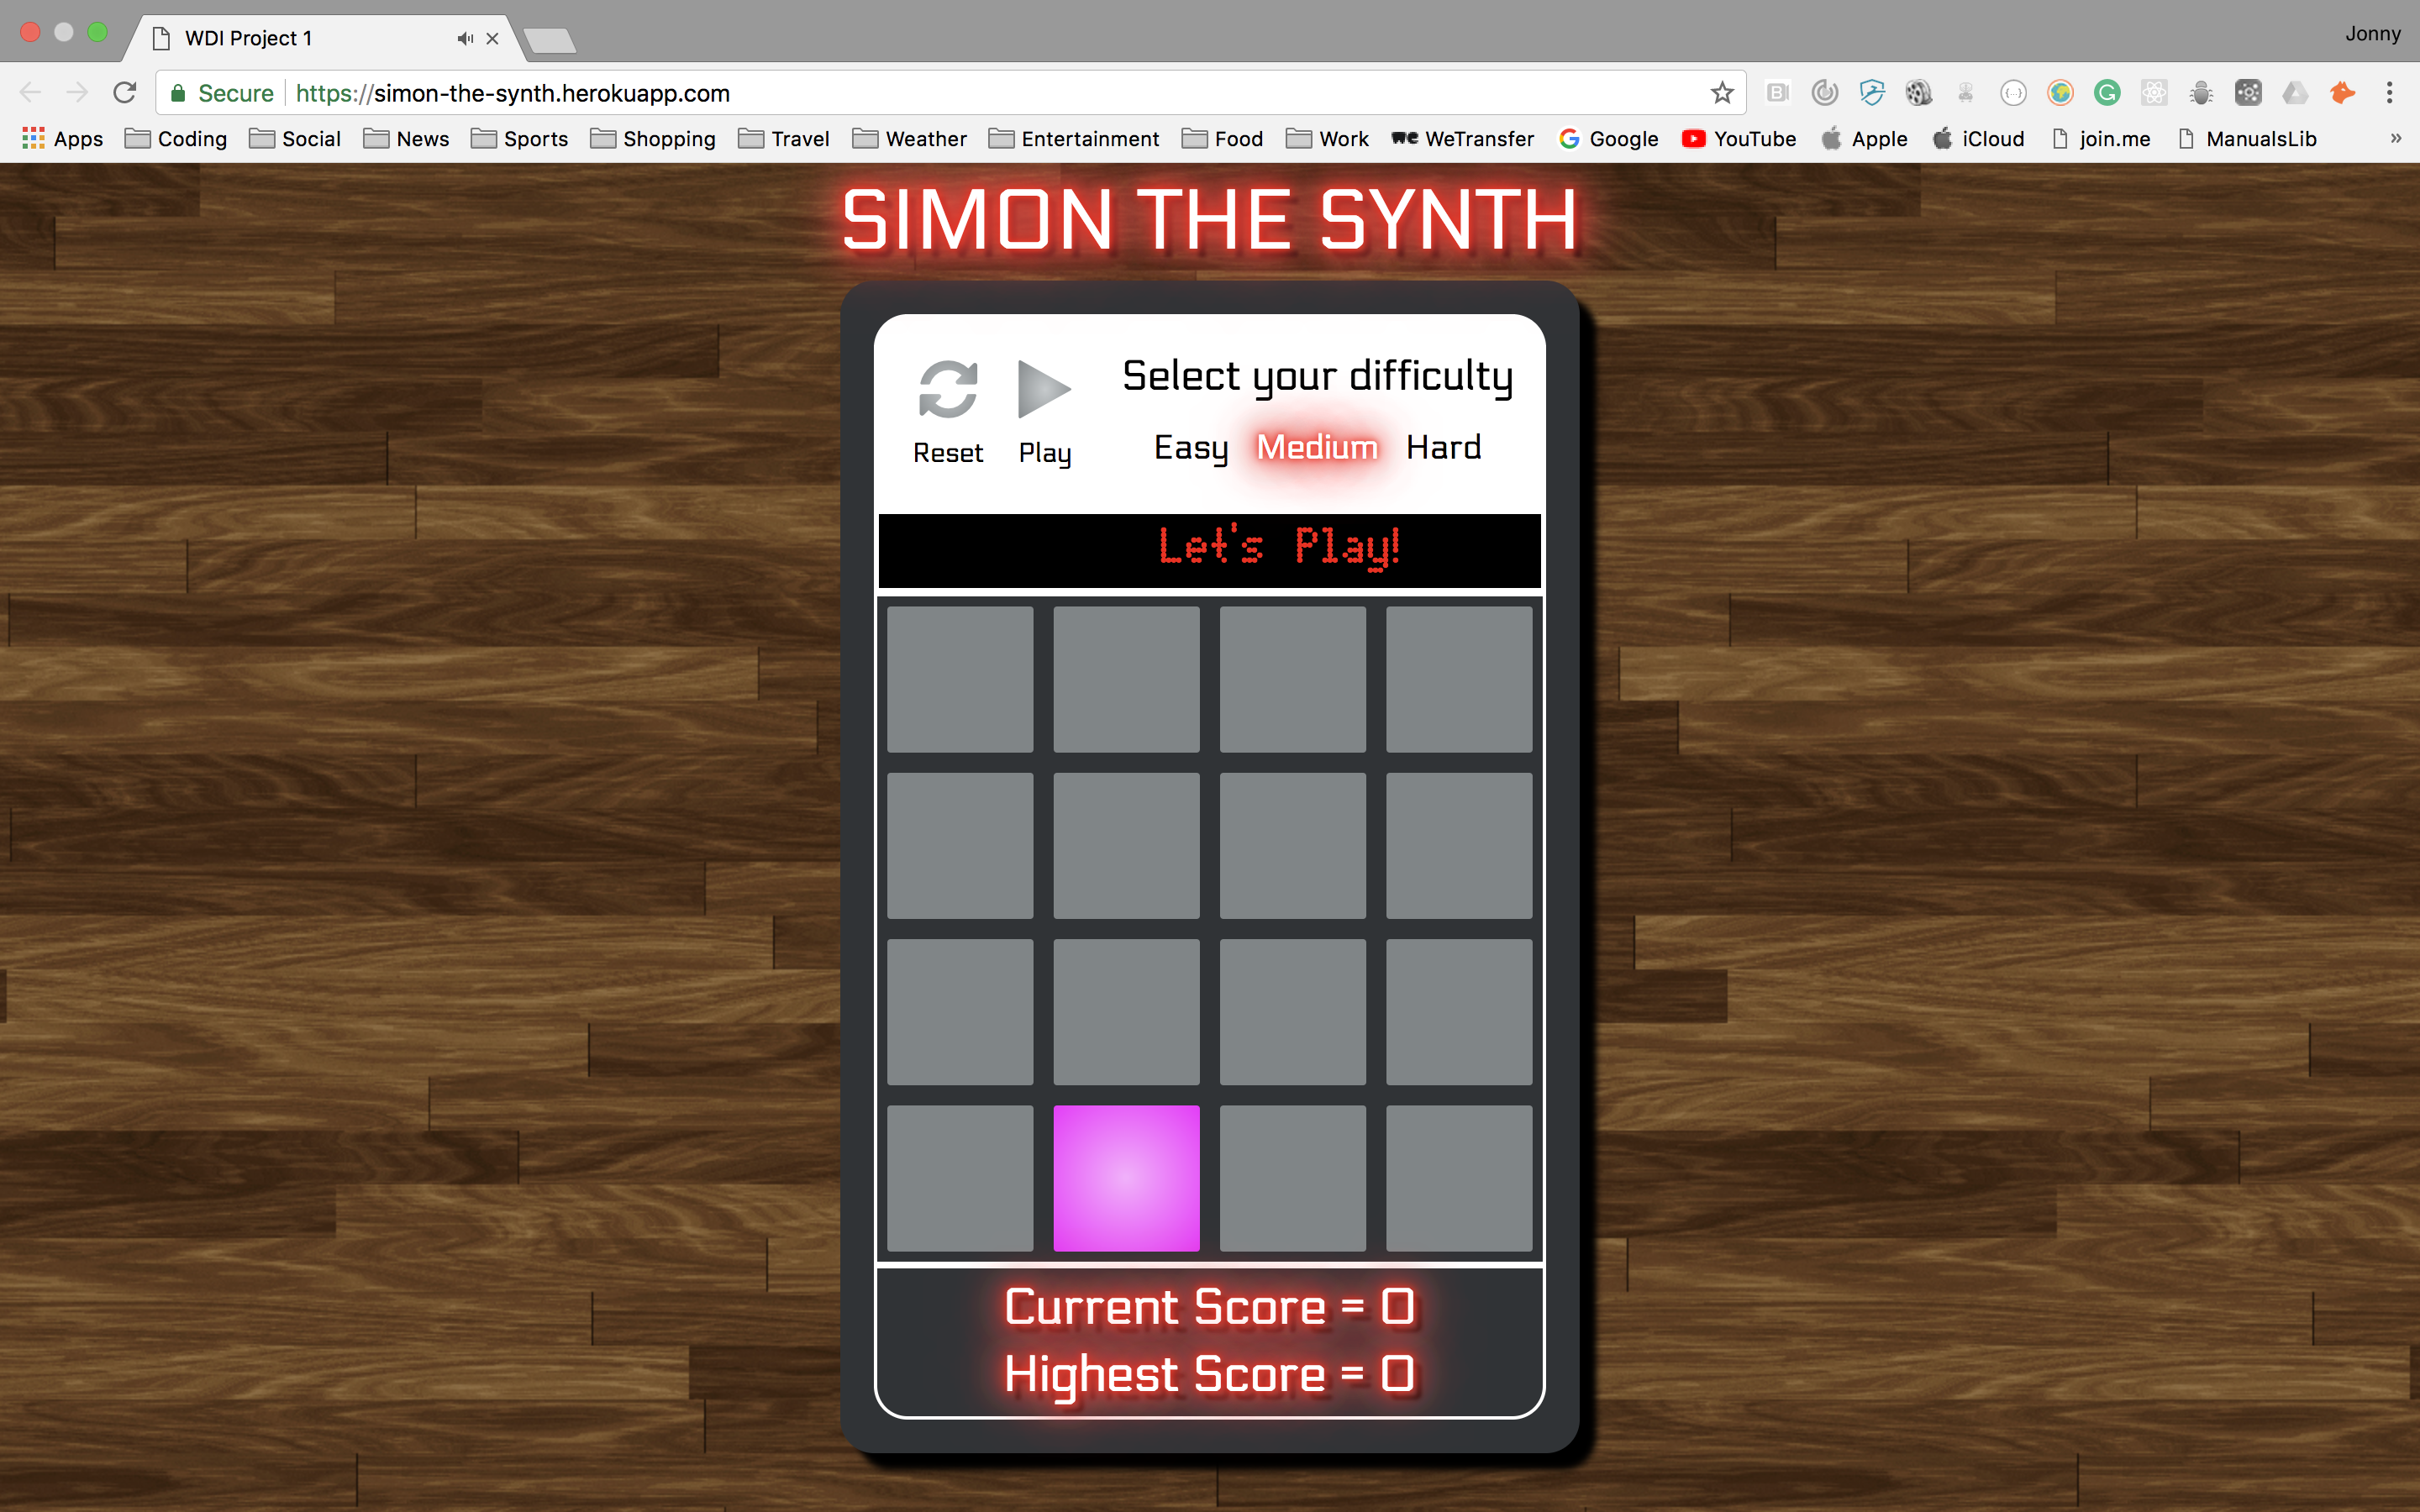 WDI Project 1
Jonny
Secure https://simon-the-synth.herokuapp.com
Apps Coding Social News Sports Shopping Travel Weather Entertainment Food Work WeTransfer Google YouTube Apple iCloud join.me ManualsLib »
SIMON THE SYNTH
Select your difficulty
Easy Medium Hard
Reset Play
Let's Play!
Current Score = 0
Highest Score = 0